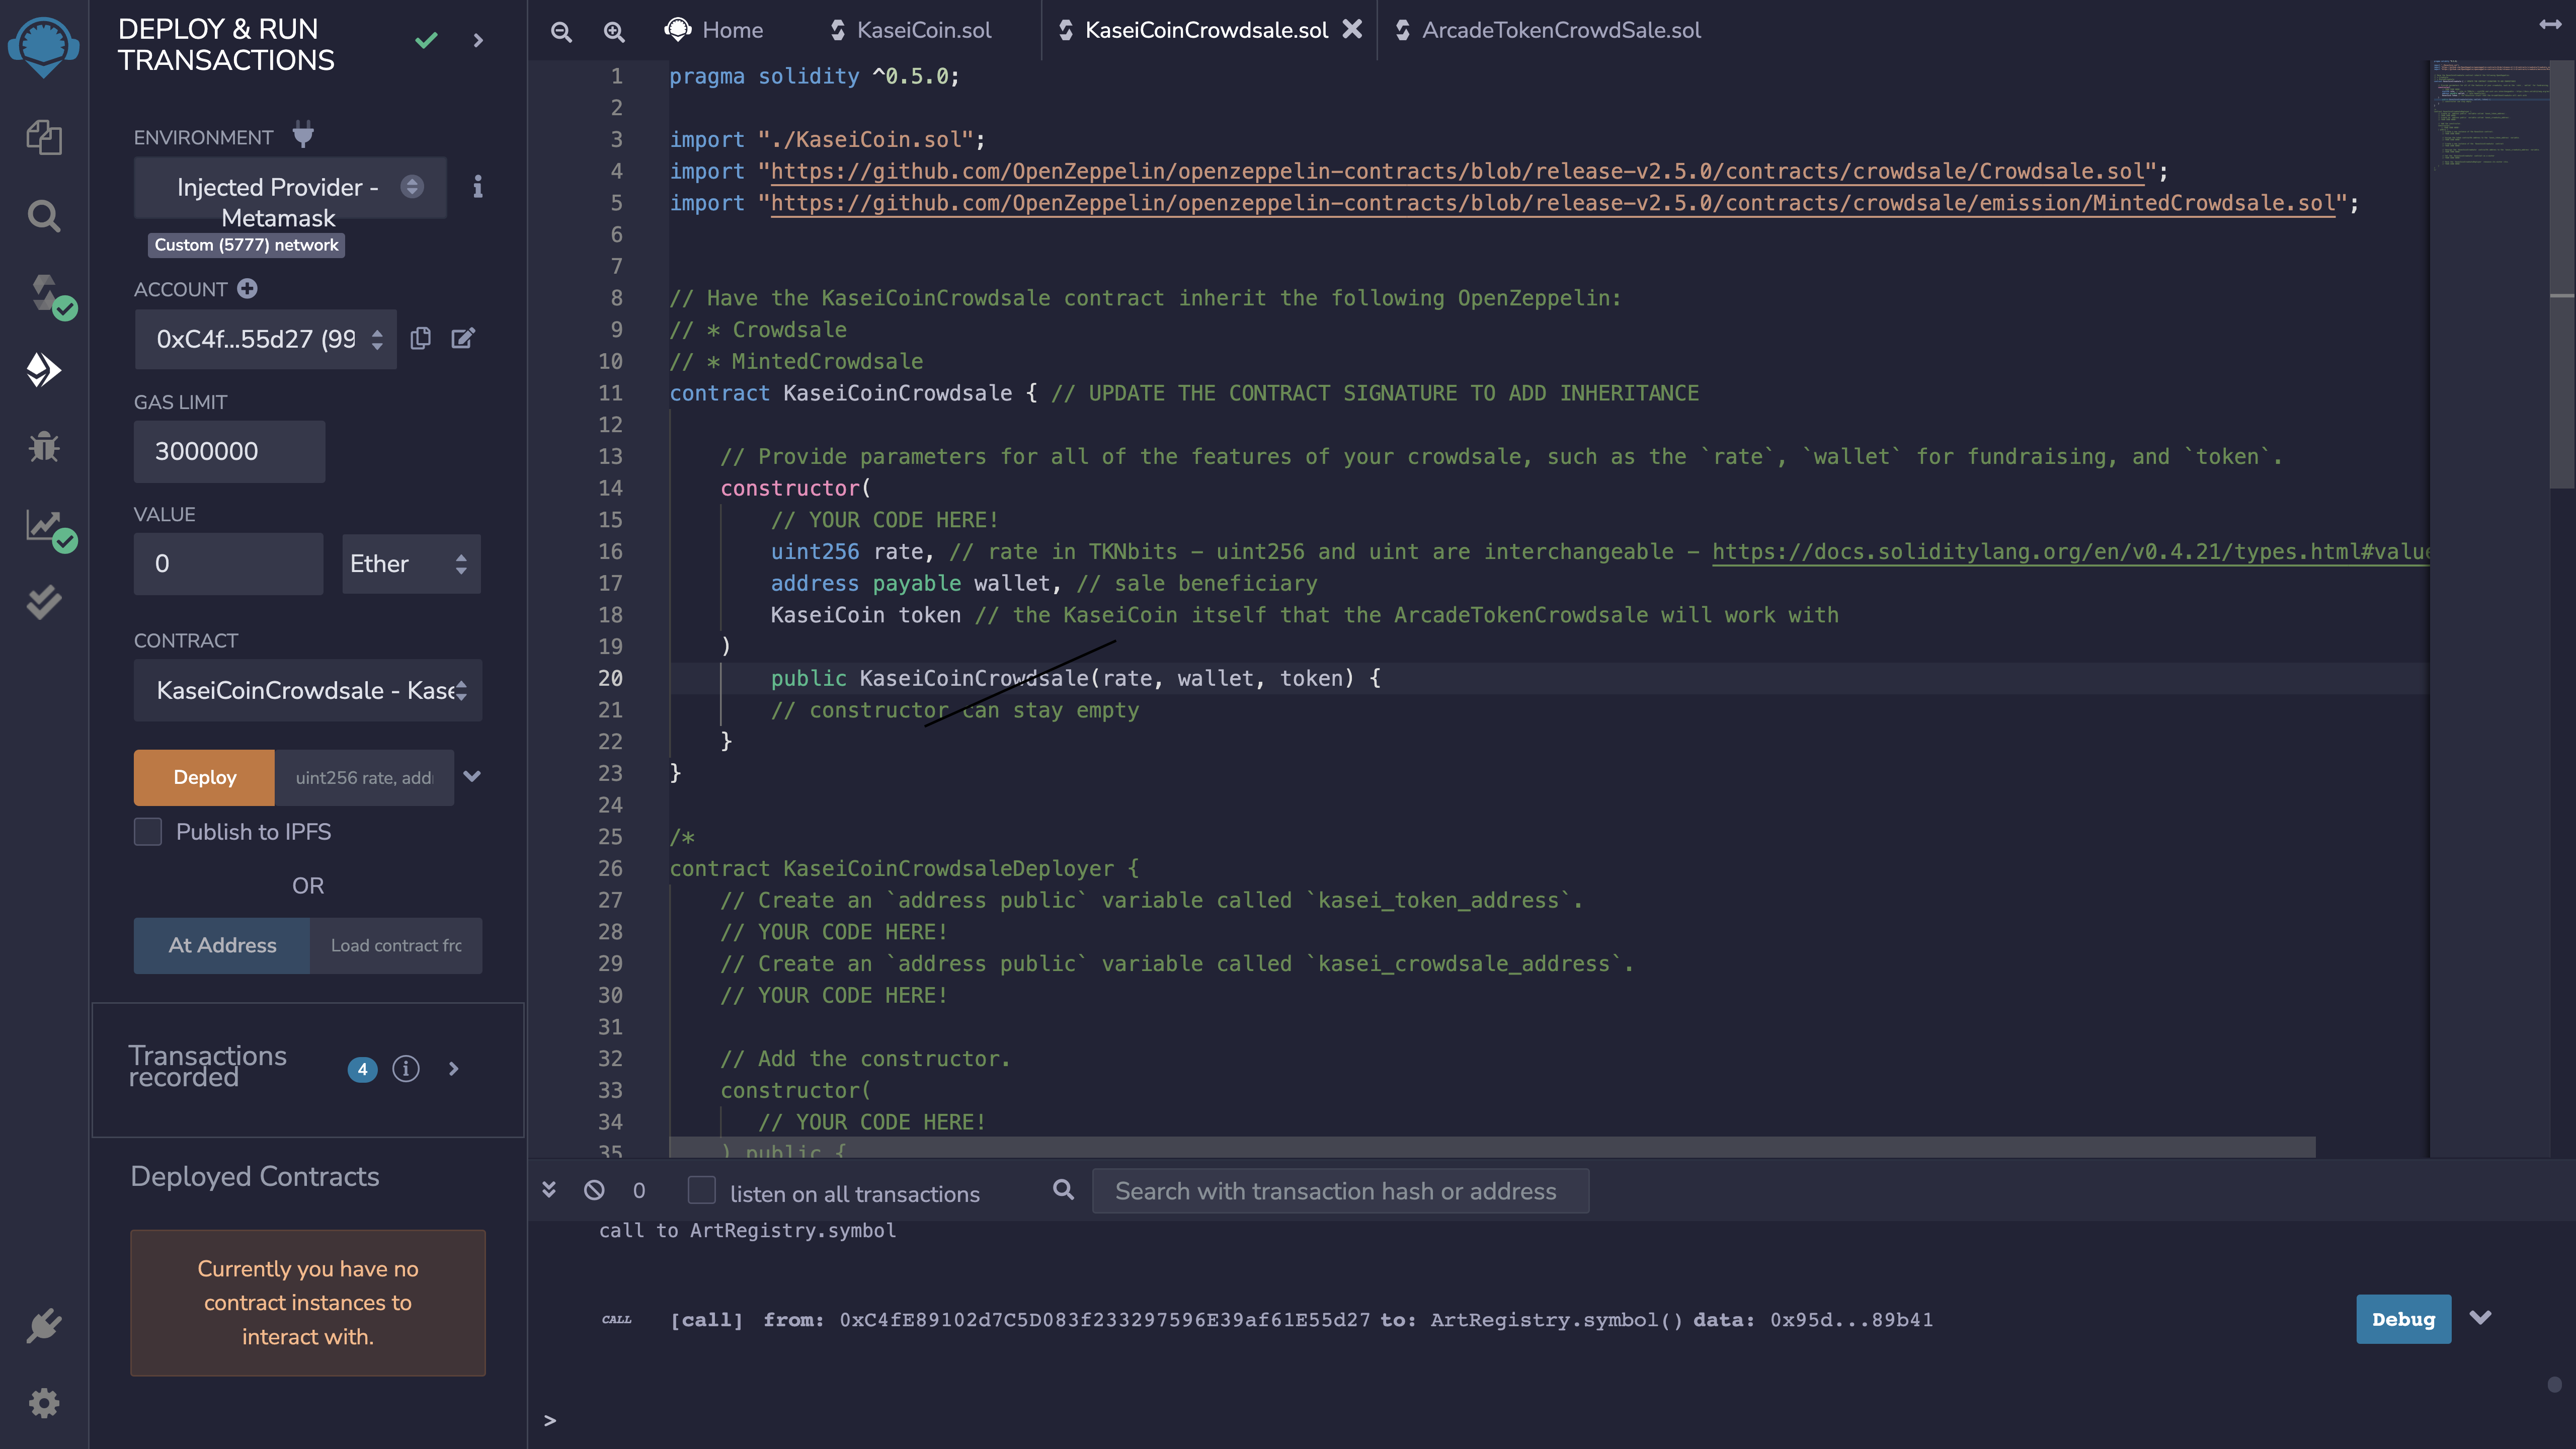 DEPLOY & RUN
TRANSACTIONS
ENVIRONMENT
Injected Provider -
Metamask
Custom (5777) network
ACCOUNT
0xC4f...55d27 (99
GAS LIMIT
3000000
VALUE
0
Ether
CONTRACT
KaseiCoinCrowdsale - Kase
Deploy
uint256 rate, add
Publish to IPFS
OR
At Address
Load contract frc
Transactions
recorded
4
Deployed Contracts
Currently you have no
contract instances to
interact with.
Home
KaseiCoin.sol
KaseiCoinCrowdsale.sol
ArcadeTokenCrowdSale.sol
1 pragma solidity ^0.5.0;
2
3 import "./KaseiCoin.sol";
4 import "https://github.com/OpenZeppelin/openzeppelin-contracts/blob/release-v2.5.0/contracts/crowdsale/Crowdsale.sol";
5 import "https://github.com/OpenZeppelin/openzeppelin-contracts/blob/release-v2.5.0/contracts/crowdsale/emission/MintedCrowdsale.sol";
6
7
8 // Have the KaseiCoinCrowdsale contract inherit the following OpenZeppelin:
9 // * Crowdsale
10 // * MintedCrowdsale
11 contract KaseiCoinCrowdsale { // UPDATE THE CONTRACT SIGNATURE TO ADD INHERITANCE
12
13 // Provide parameters for all of the features of your crowdsale, such as the `rate`, `wallet` for fundraising, and `token`.
14 constructor(
15 // YOUR CODE HERE!
16 uint256 rate, // rate in TKNbits - uint256 and uint are interchangeable - https://docs.soliditylang.org/en/v0.4.21/types.html#value
17 address payable wallet, // sale beneficiary
18 KaseiCoin token // the KaseiCoin itself that the ArcadeTokenCrowdsale will work with
19 )
20 public KaseiCoinCrowdsale(rate, wallet, token) {
21 // constructor can stay empty
22 }
23 }
24
25 /*
26 contract KaseiCoinCrowdsaleDeployer {
27 // Create an `address public` variable called `kasei_token_address`.
28 // YOUR CODE HERE!
29 // Create an `address public` variable called `kasei_crowdsale_address`.
30 // YOUR CODE HERE!
31
32 // Add the constructor.
33 constructor(
34 // YOUR CODE HERE!
35 ) public {
0
listen on all transactions
Search with transaction hash or address
call to ArtRegistry.symbol
CALL [call] from: 0xC4fE89102d7C5D083f233297596E39af61E55d27 to: ArtRegistry.symbol() data: 0x95d...89b41
Debug
>